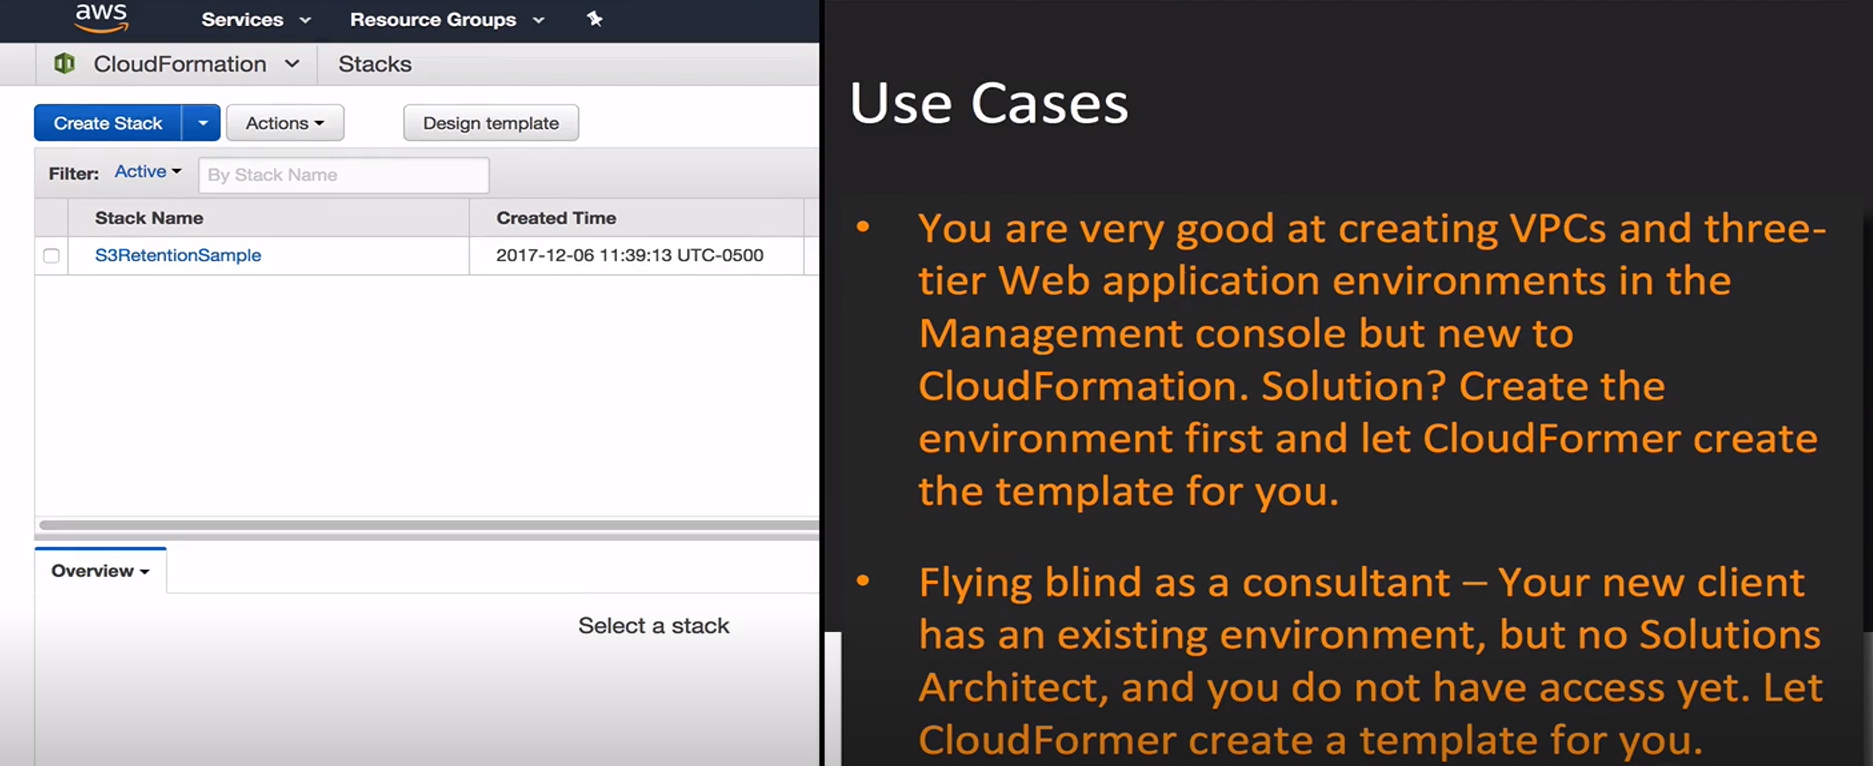 aws
Services
Resource Groups
CloudFormation
Stacks
Create Stack
Actions
Design template
Filter: Active
By Stack Name
Stack Name
Created Time
S3RetentionSample
2017-12-06 11:39:13 UTC-0500
Overview
Select a stack
Use Cases
• You are very good at creating VPCs and three-
tier Web application environments in the
Management console but new to
CloudFormation. Solution? Create the
environment first and let CloudFormer create
the template for you.
• Flying blind as a consultant – Your new client
has an existing environment, but no Solutions
Architect, and you do not have access yet. Let
CloudFormer create a template for you.